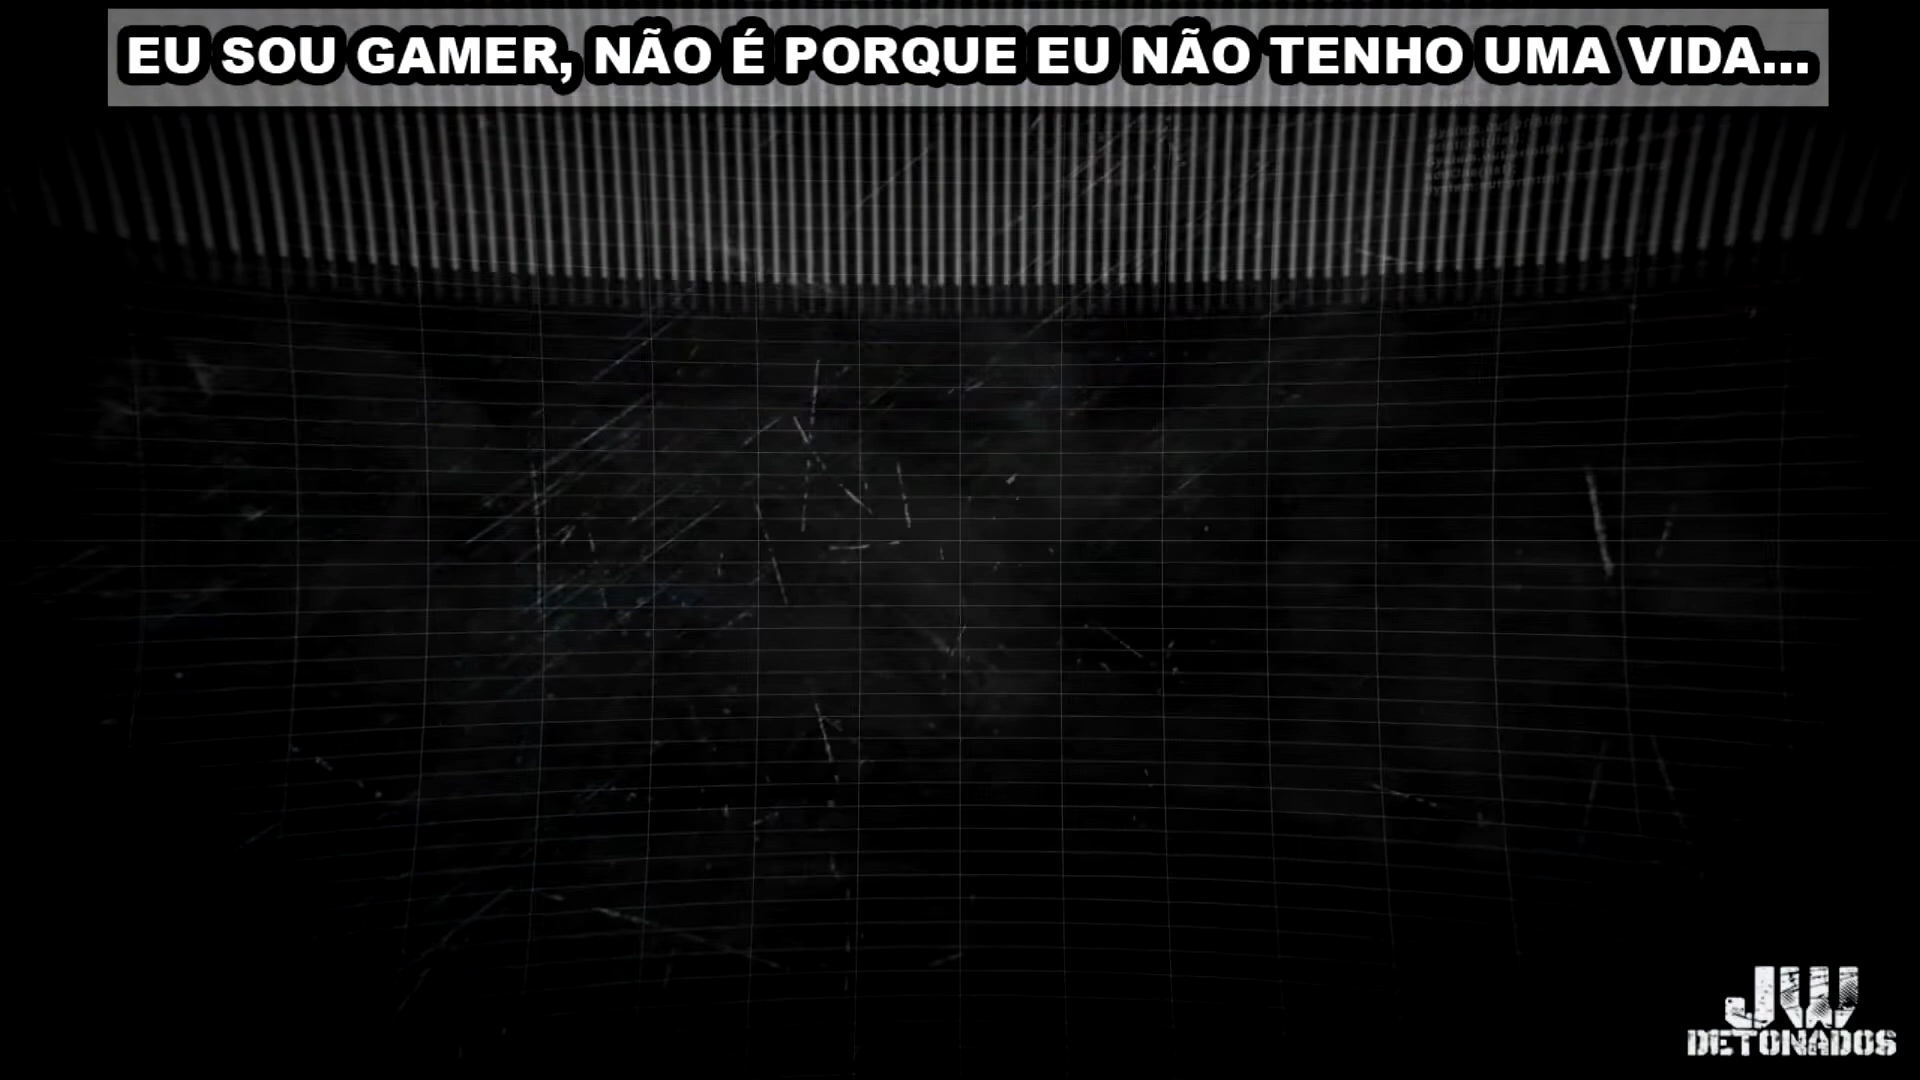 EU SOU GAMER, NÃO É PORQUE EU NÃO TENHO UMA VIDA...
JW
DETONADOS